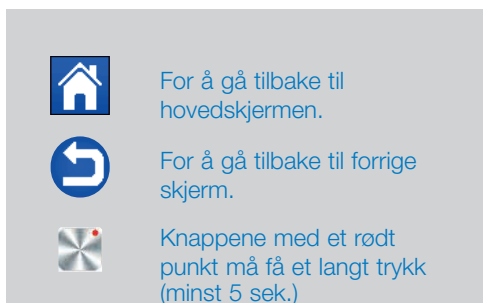 For å gå tilbake til
hovedskjermen.
For å gå tilbake til forrige
skjerm.
Knappene med et rødt
punkt må få et langt trykk
(minst 5 sek.)